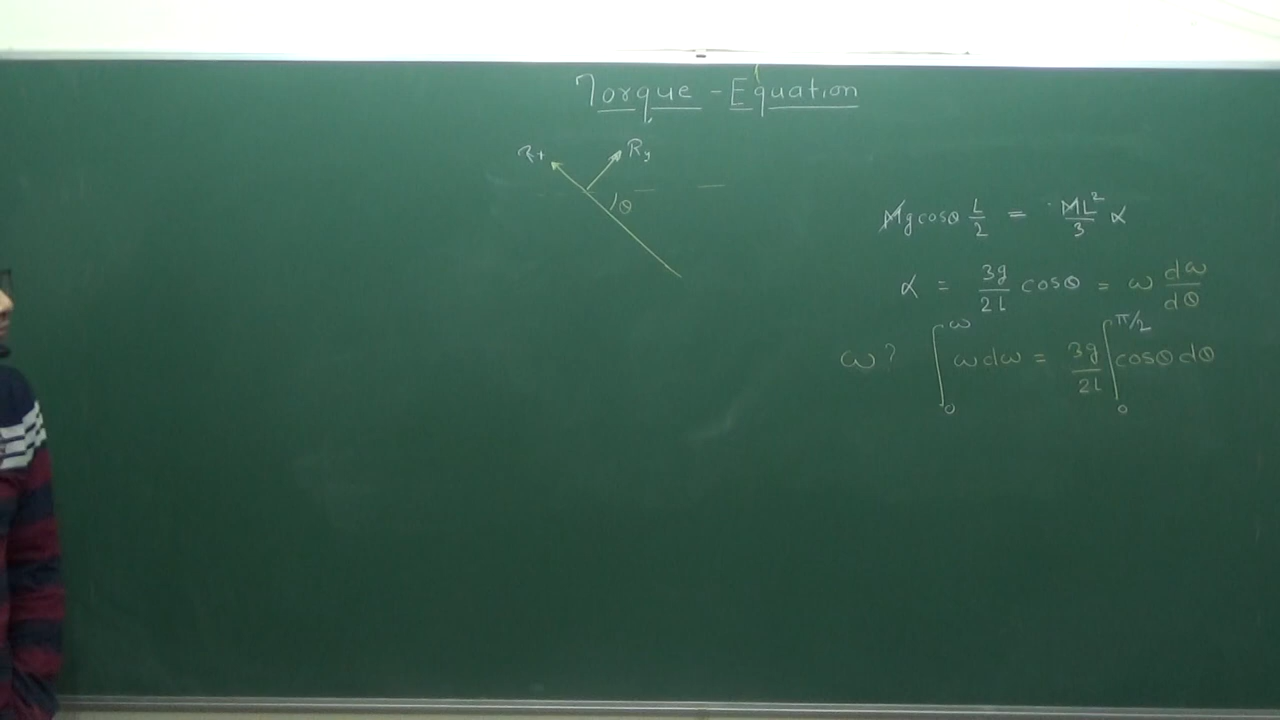 Torque - Equation
Rx Ry
θ
Mg cosθ L/2 = ML²/3 α
α = 3g/2l cosθ = ω dω/dθ
ω? ∫₀^ω ω dω = 3g/2l ∫₀^π/2 cosθ dθ